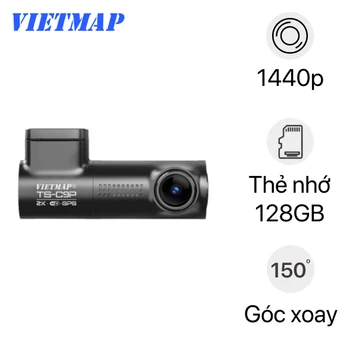 VIETMAP
1440p
Thẻ nhớ
128GB
VIETMAP®
TS-C9P
2K GPS
150°
Góc xoay